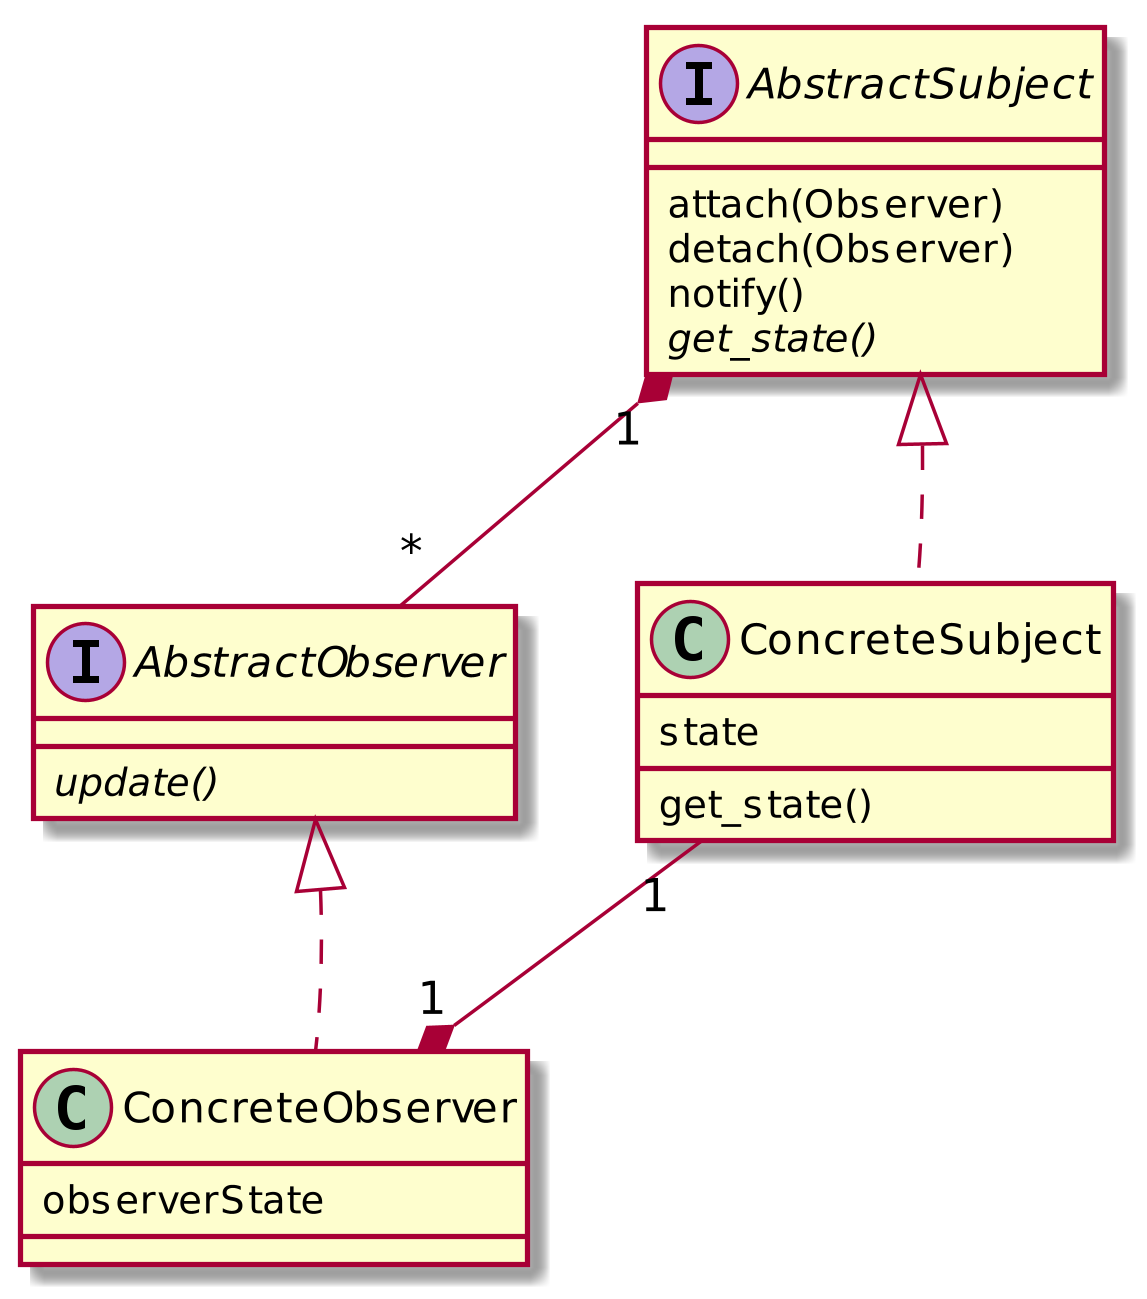 I AbstractSubject
attach(Observer)
detach(Observer)
notify()
get_state()
1
*
I AbstractObserver
update()
C ConcreteSubject
state
get_state()
1
1
C ConcreteObserver
observerState